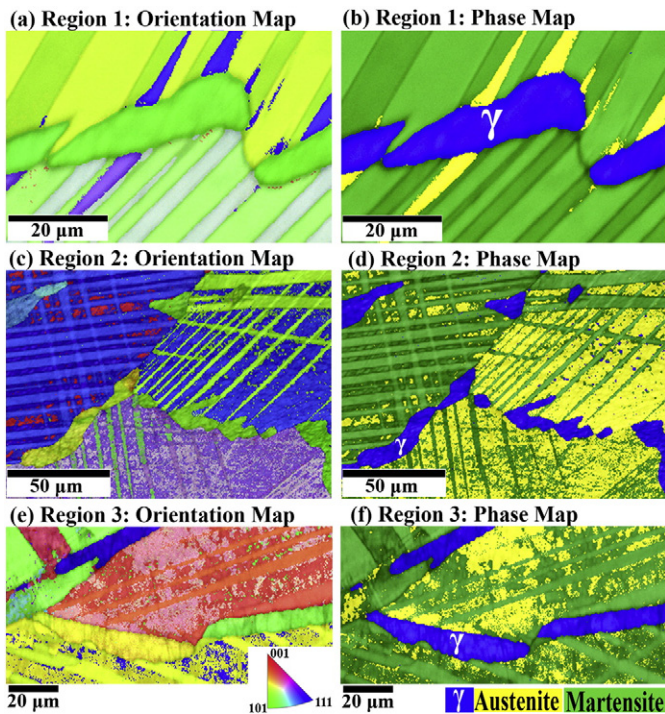 (a) Region 1: Orientation Map
(b) Region 1: Phase Map
γ
20 μm
20 μm
(c) Region 2: Orientation Map
(d) Region 2: Phase Map
γ
50 μm
50 μm
(e) Region 3: Orientation Map
(f) Region 3: Phase Map
γ
001
101
111
20 μm
20 μm
γ Austenite Martensite